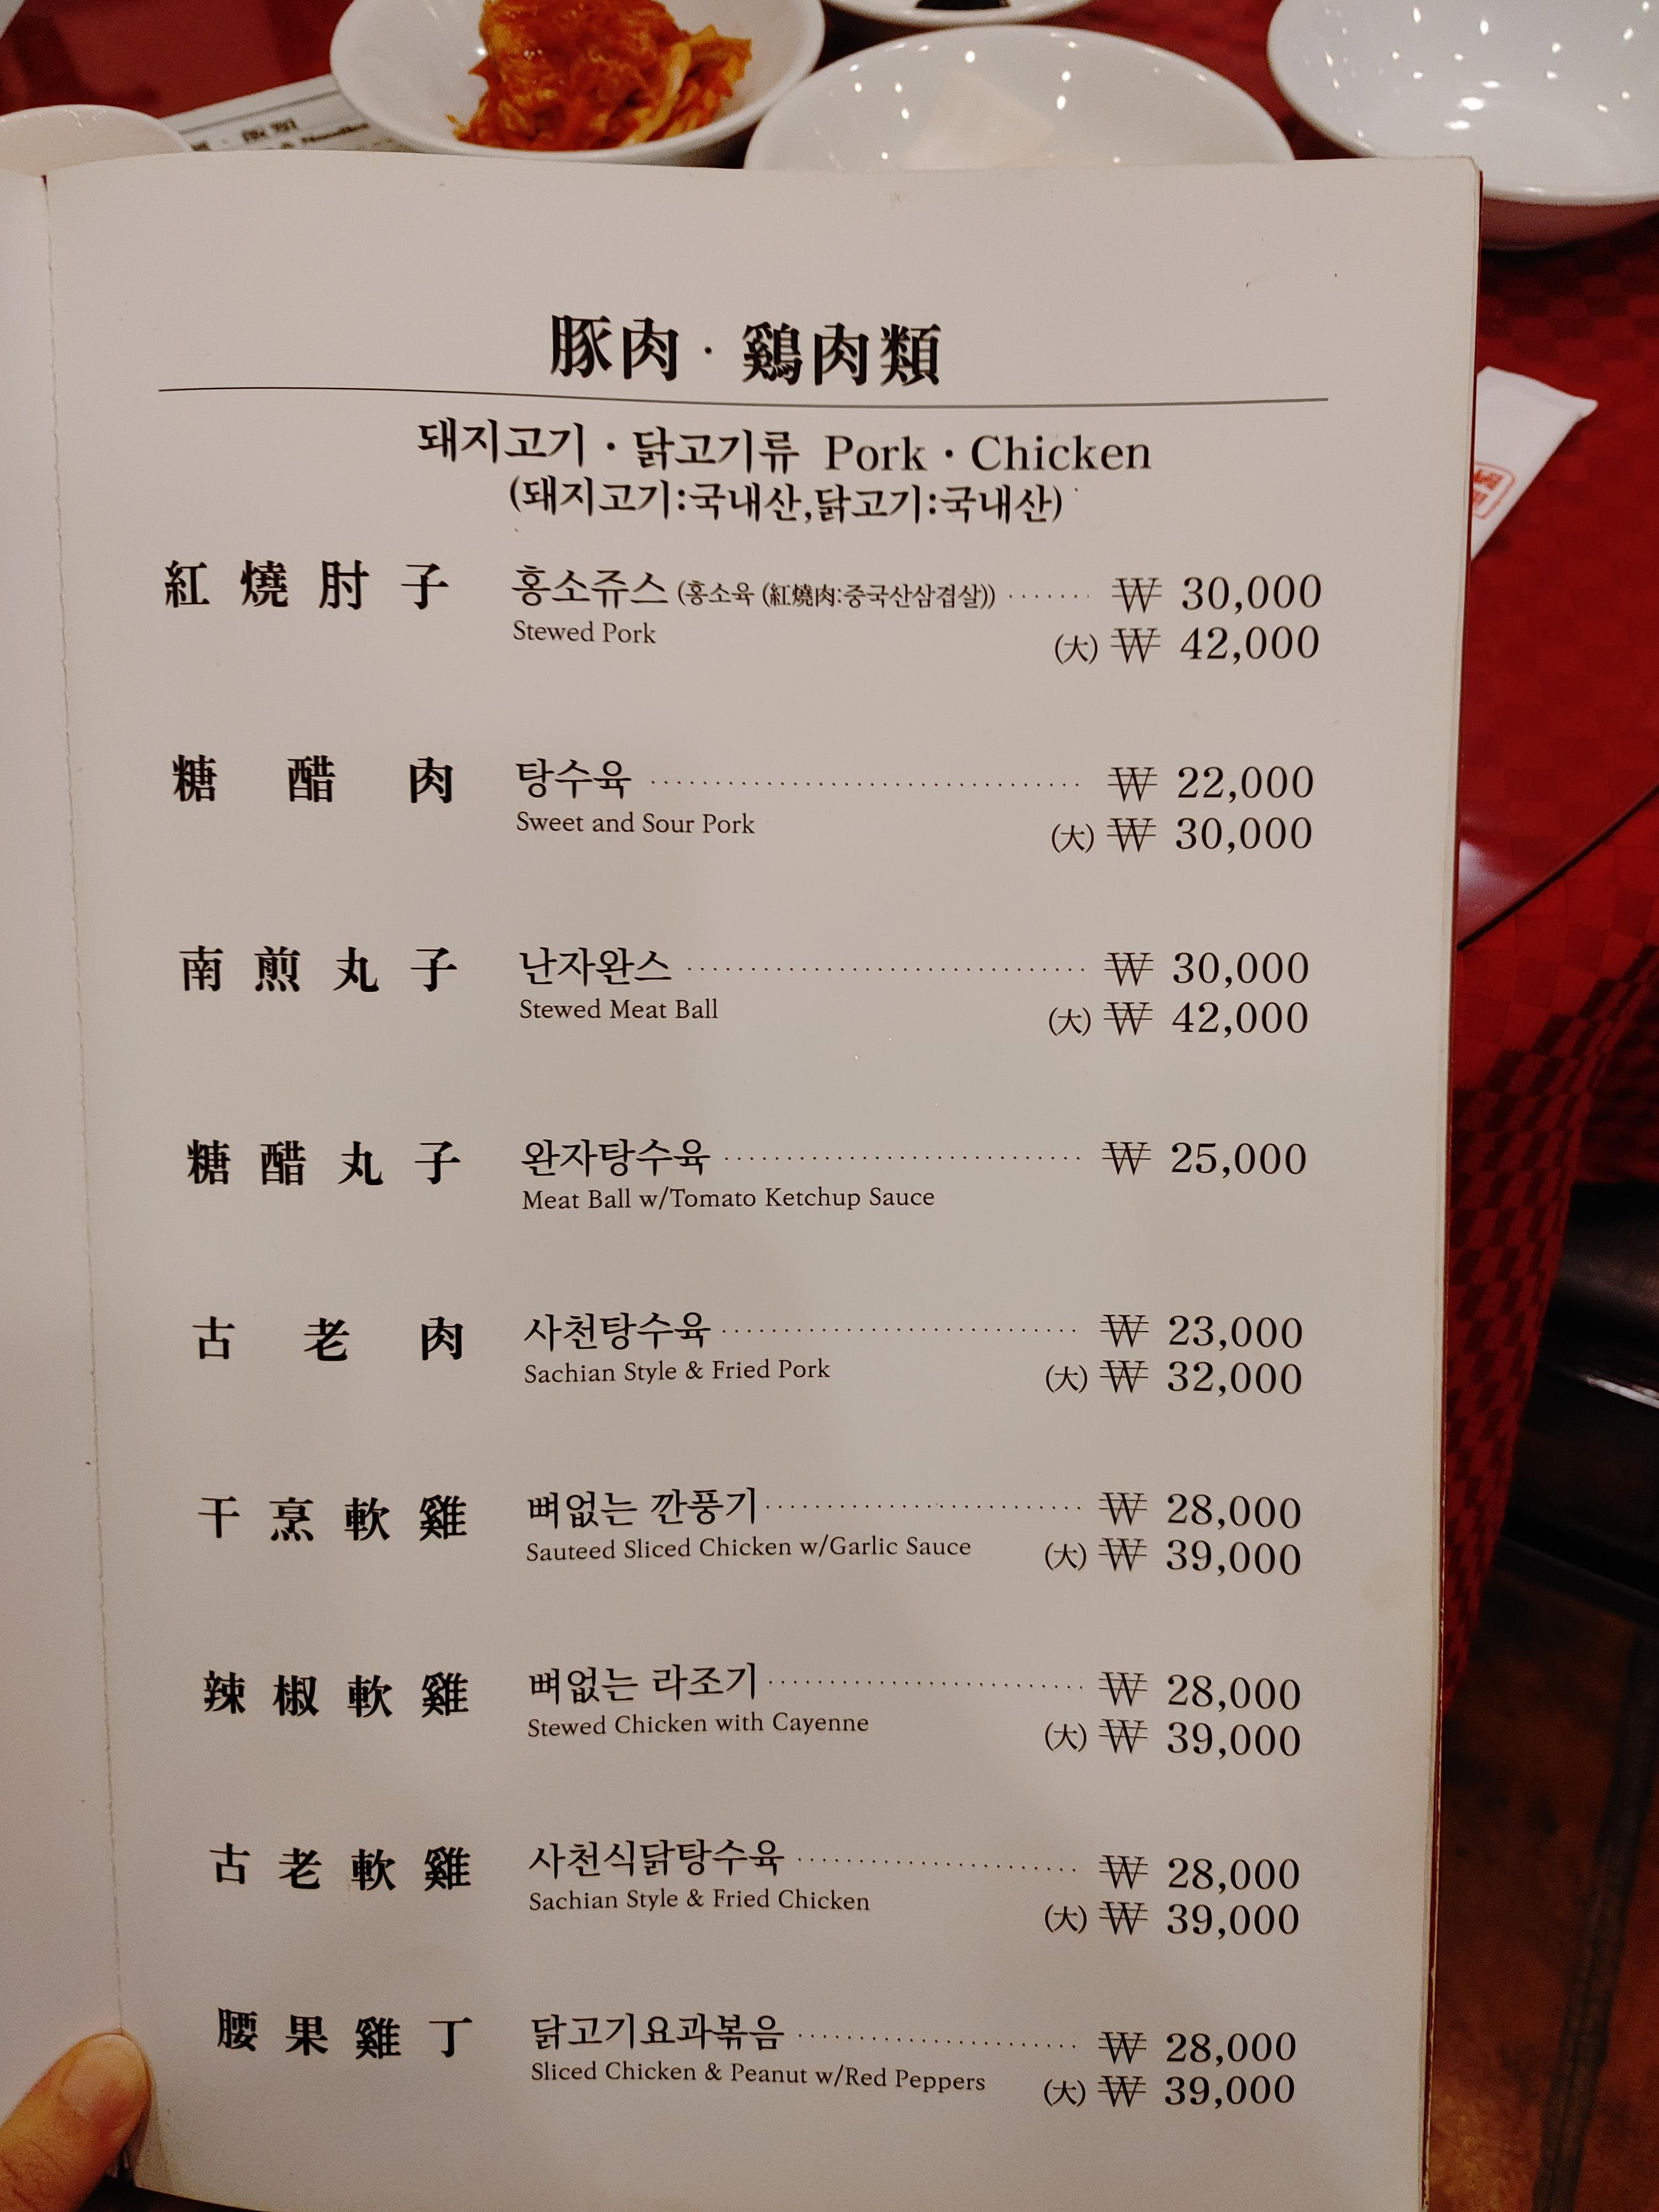 豚肉 · 鷄肉類
돼지고기 · 닭고기류 Pork · Chicken
(돼지고기:국내산,닭고기:국내산)
紅燒肘子 홍소쥬스 (홍소육 (紅燒肉:중국산삼겹살)) ₩ 30,000
Stewed Pork (大) ₩ 42,000
糖醋肉 탕수육 ₩ 22,000
Sweet and Sour Pork (大) ₩ 30,000
南煎丸子 난자완스 ₩ 30,000
Stewed Meat Ball (大) ₩ 42,000
糖醋丸子 완자탕수육 ₩ 25,000
Meat Ball w/Tomato Ketchup Sauce
古老肉 사천탕수육 ₩ 23,000
Sachian Style & Fried Pork (大) ₩ 32,000
干烹軟雞 뼈없는 깐풍기 ₩ 28,000
Sauteed Sliced Chicken w/Garlic Sauce (大) ₩ 39,000
辣椒軟雞 뼈없는 라조기 ₩ 28,000
Stewed Chicken with Cayenne (大) ₩ 39,000
古老軟雞 사천식닭탕수육 ₩ 28,000
Sachian Style & Fried Chicken (大) ₩ 39,000
腰果雞丁 닭고기요과볶음 ₩ 28,000
Sliced Chicken & Peanut w/Red Peppers (大) ₩ 39,000